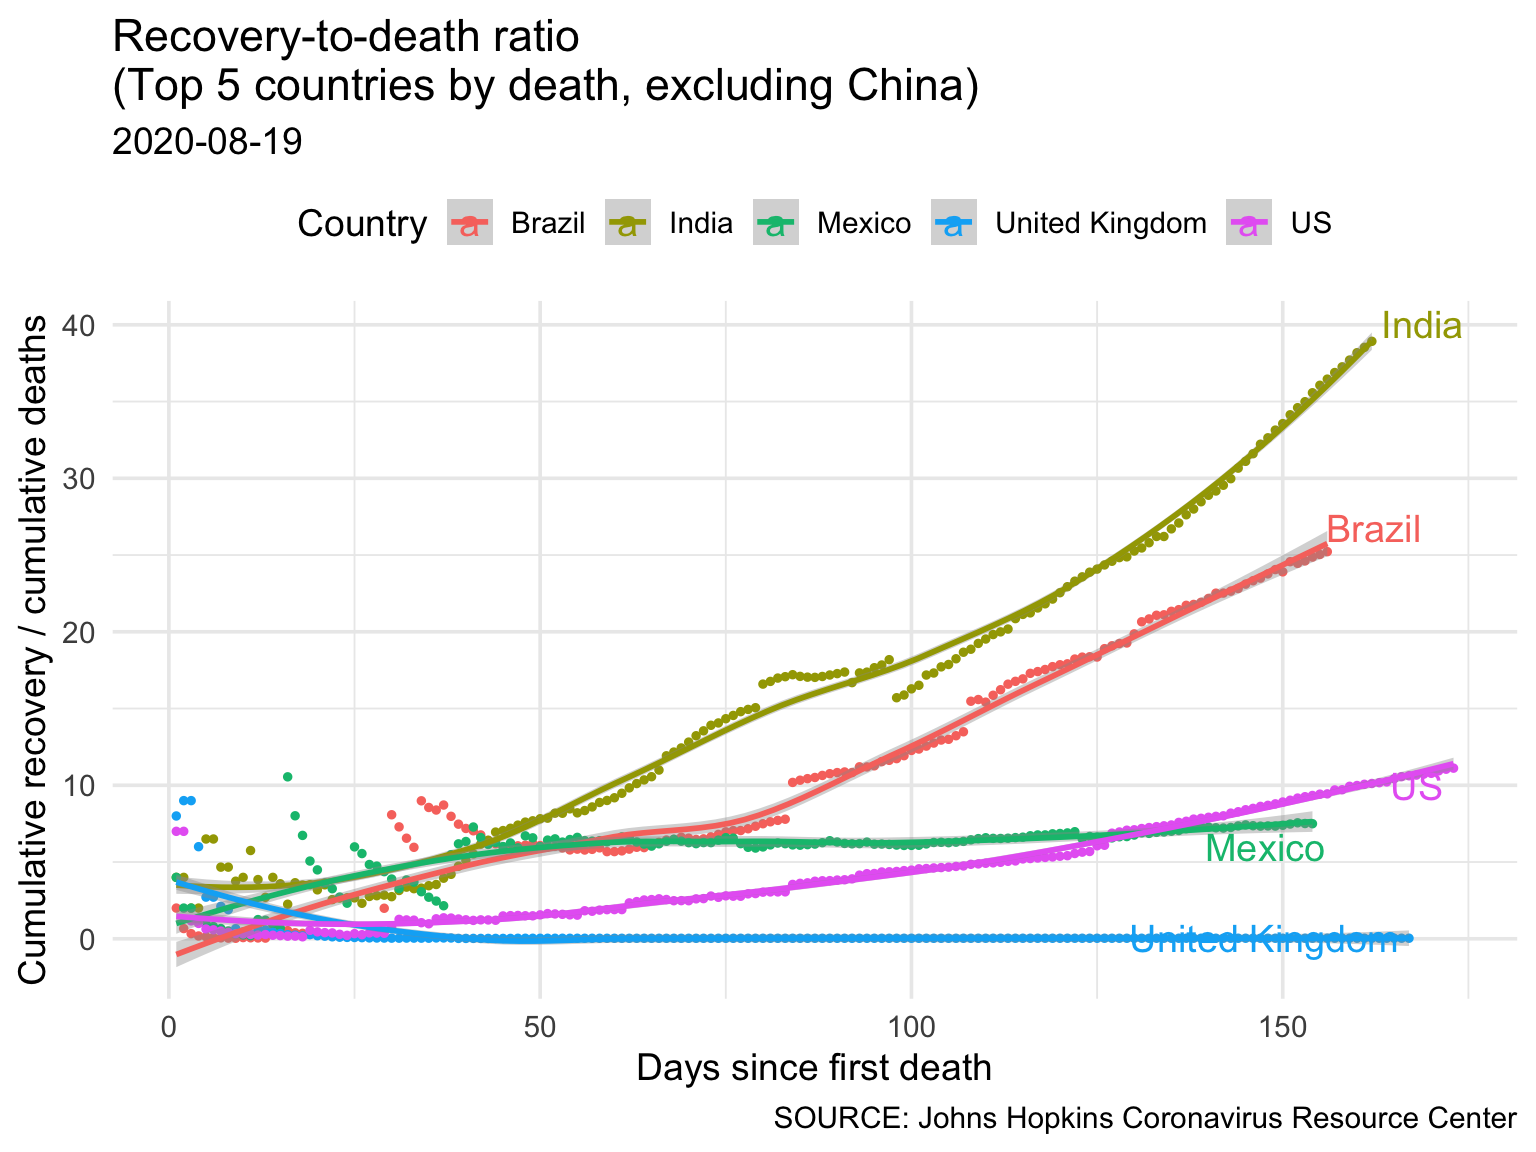 Recovery-to-death ratio
(Top 5 countries by death, excluding China)
2020-08-19
Country a Brazil a India a Mexico a United Kingdom a US
Cumulative recovery / cumulative deaths
40
30
20
10
0
India
Brazil
US
Mexico
United Kingdom
0 50 100 150
Days since first death
SOURCE: Johns Hopkins Coronavirus Resource Center